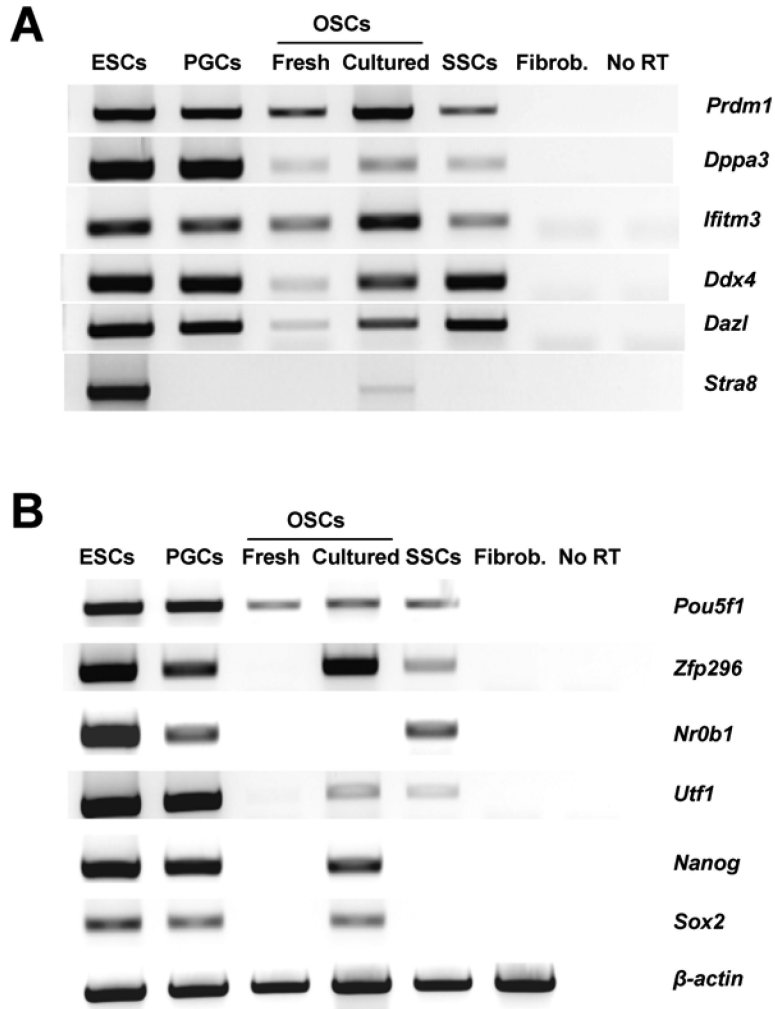 A
OSCs
ESCs PGCs Fresh Cultured SSCs Fibrob. No RT
Prdm1
Dppa3
Ifitm3
Ddx4
Dazl
Stra8
B
OSCs
ESCs PGCs Fresh Cultured SSCs Fibrob. No RT
Pou5f1
Zfp296
Nr0b1
Utf1
Nanog
Sox2
β-actin